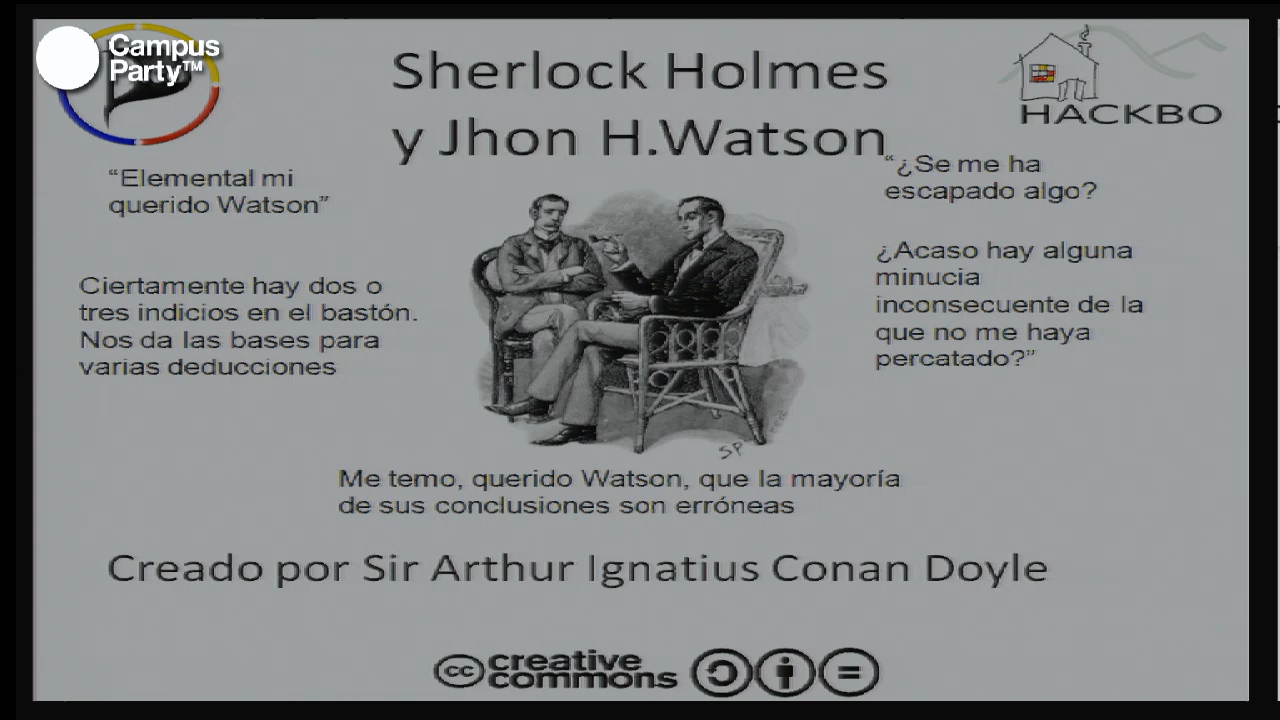 Campus
Party™
Sherlock Holmes
y Jhon H.Watson
HACKBO
“Elemental mi
querido Watson”
“¿Se me ha
escapado algo?
¿Acaso hay alguna
minucia
inconsecuente de la
que no me haya
percatado?”
Ciertamente hay dos o
tres indicios en el bastón.
Nos da las bases para
varias deducciones
SP
Me temo, querido Watson, que la mayoría
de sus conclusiones son erróneas
Creado por Sir Arthur Ignatius Conan Doyle
cc creative
commons